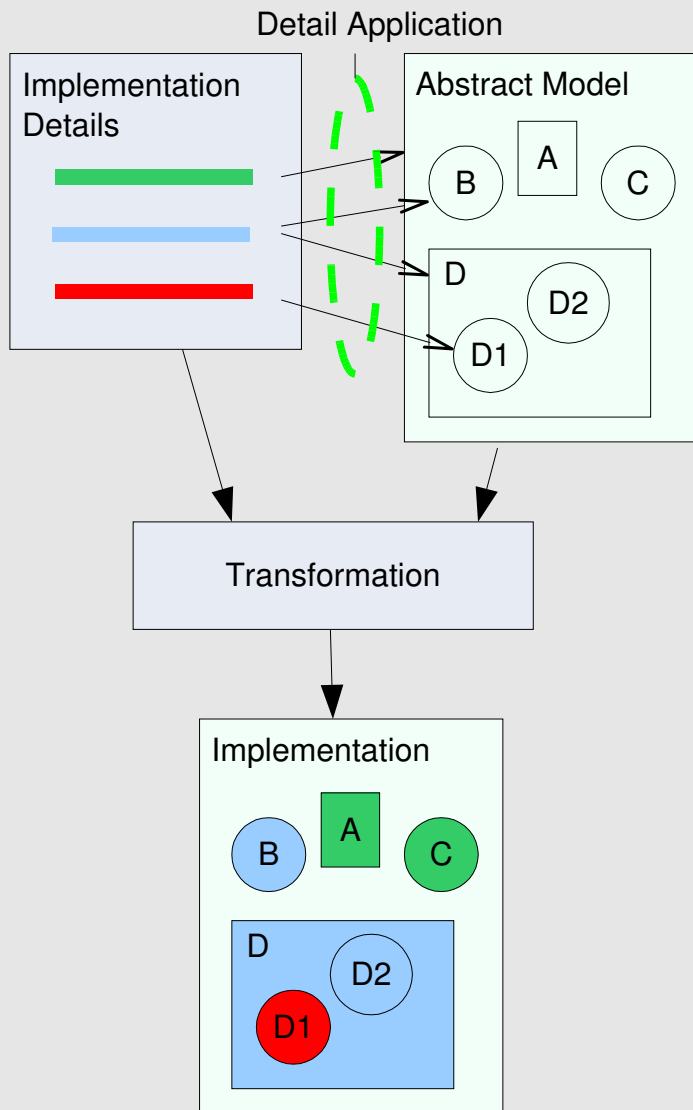 Detail Application
Implementation
Details
Abstract Model
A
B
C
D
D2
D1
Transformation
Implementation
A
B
C
D
D2
D1